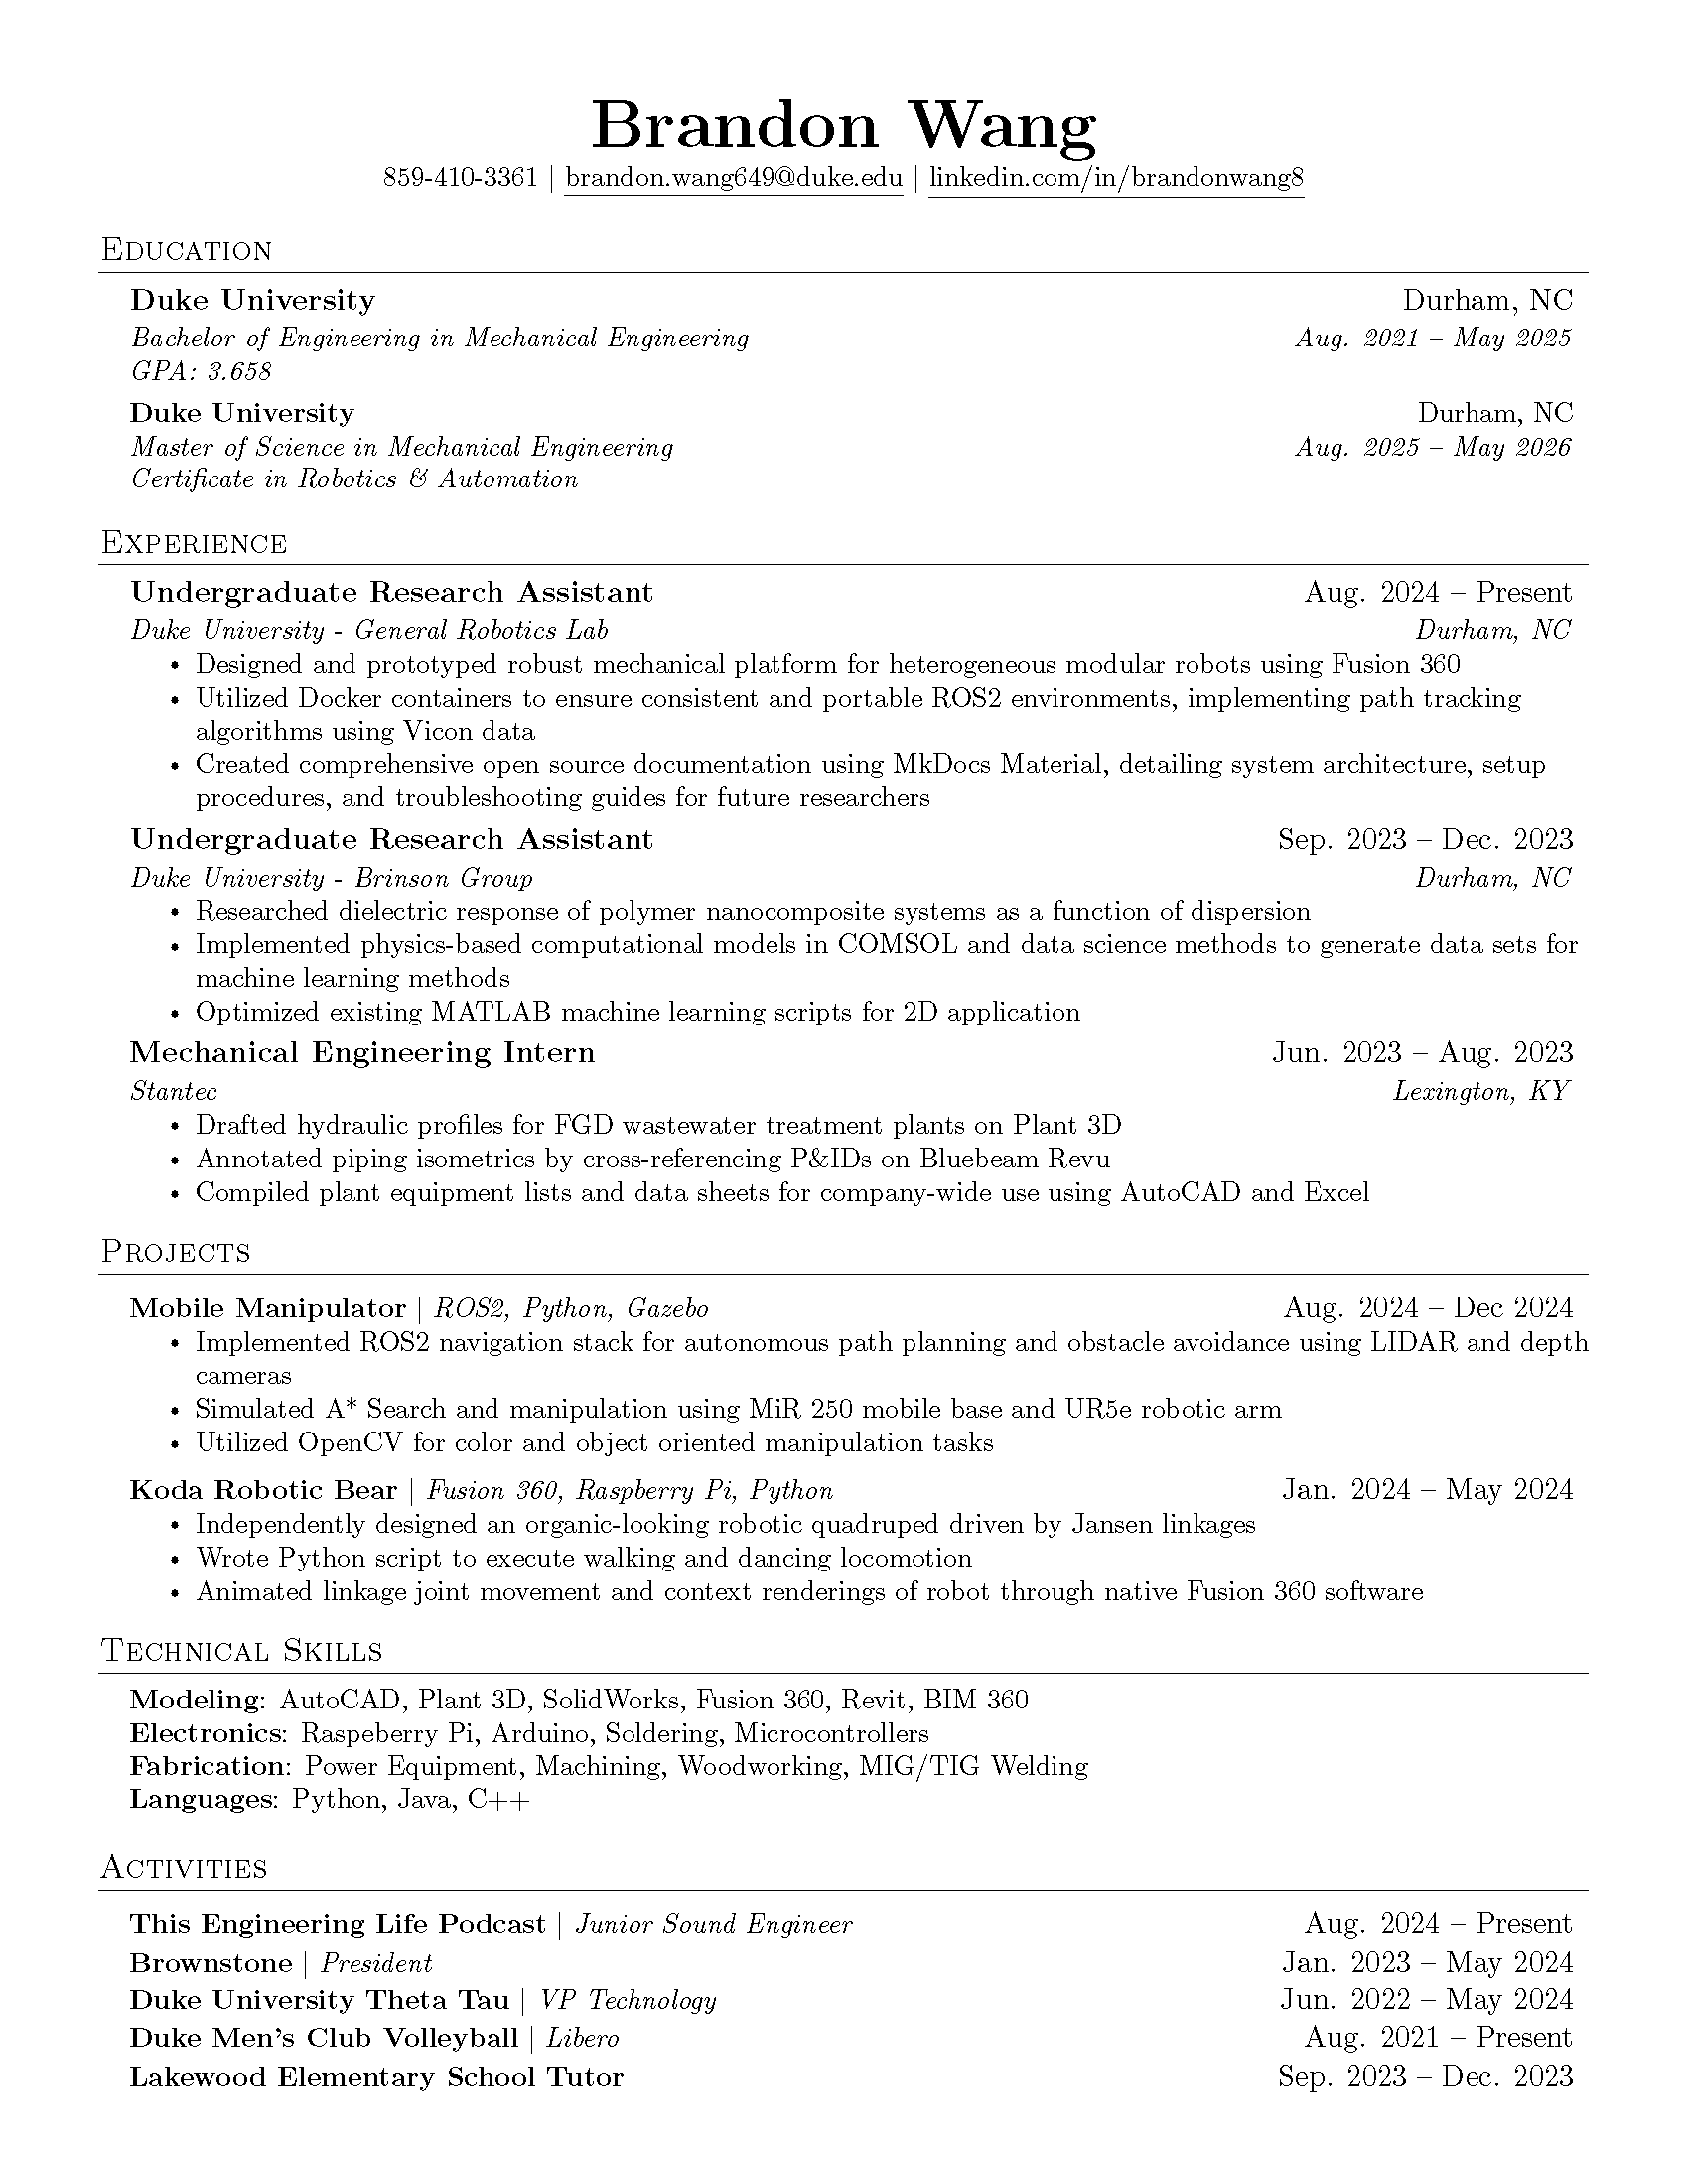 Brandon Wang
859-410-3361 | brandon.wang649@duke.edu | linkedin.com/in/brandonwang8
Education
Duke University Durham, NC
Bachelor of Engineering in Mechanical Engineering Aug. 2021 – May 2025
GPA: 3.658
Duke University Durham, NC
Master of Science in Mechanical Engineering Aug. 2025 – May 2026
Certificate in Robotics & Automation
Experience
Undergraduate Research Assistant Aug. 2024 – Present
Duke University - General Robotics Lab Durham, NC
• Designed and prototyped robust mechanical platform for heterogeneous modular robots using Fusion 360
• Utilized Docker containers to ensure consistent and portable ROS2 environments, implementing path tracking
algorithms using Vicon data
• Created comprehensive open source documentation using MkDocs Material, detailing system architecture, setup
procedures, and troubleshooting guides for future researchers
Undergraduate Research Assistant Sep. 2023 – Dec. 2023
Duke University - Brinson Group Durham, NC
• Researched dielectric response of polymer nanocomposite systems as a function of dispersion
• Implemented physics-based computational models in COMSOL and data science methods to generate data sets for
machine learning methods
• Optimized existing MATLAB machine learning scripts for 2D application
Mechanical Engineering Intern Jun. 2023 – Aug. 2023
Stantec Lexington, KY
• Drafted hydraulic profiles for FGD wastewater treatment plants on Plant 3D
• Annotated piping isometrics by cross-referencing P&IDs on Bluebeam Revu
• Compiled plant equipment lists and data sheets for company-wide use using AutoCAD and Excel
Projects
Mobile Manipulator | ROS2, Python, Gazebo Aug. 2024 – Dec 2024
• Implemented ROS2 navigation stack for autonomous path planning and obstacle avoidance using LIDAR and depth
cameras
• Simulated A* Search and manipulation using MiR 250 mobile base and UR5e robotic arm
• Utilized OpenCV for color and object oriented manipulation tasks
Koda Robotic Bear | Fusion 360, Raspberry Pi, Python Jan. 2024 – May 2024
• Independently designed an organic-looking robotic quadruped driven by Jansen linkages
• Wrote Python script to execute walking and dancing locomotion
• Animated linkage joint movement and context renderings of robot through native Fusion 360 software
Technical Skills
Modeling: AutoCAD, Plant 3D, SolidWorks, Fusion 360, Revit, BIM 360
Electronics: Raspeberry Pi, Arduino, Soldering, Microcontrollers
Fabrication: Power Equipment, Machining, Woodworking, MIG/TIG Welding
Languages: Python, Java, C++
Activities
This Engineering Life Podcast | Junior Sound Engineer Aug. 2024 – Present
Brownstone | President Jan. 2023 – May 2024
Duke University Theta Tau | VP Technology Jun. 2022 – May 2024
Duke Men's Club Volleyball | Libero Aug. 2021 – Present
Lakewood Elementary School Tutor Sep. 2023 – Dec. 2023